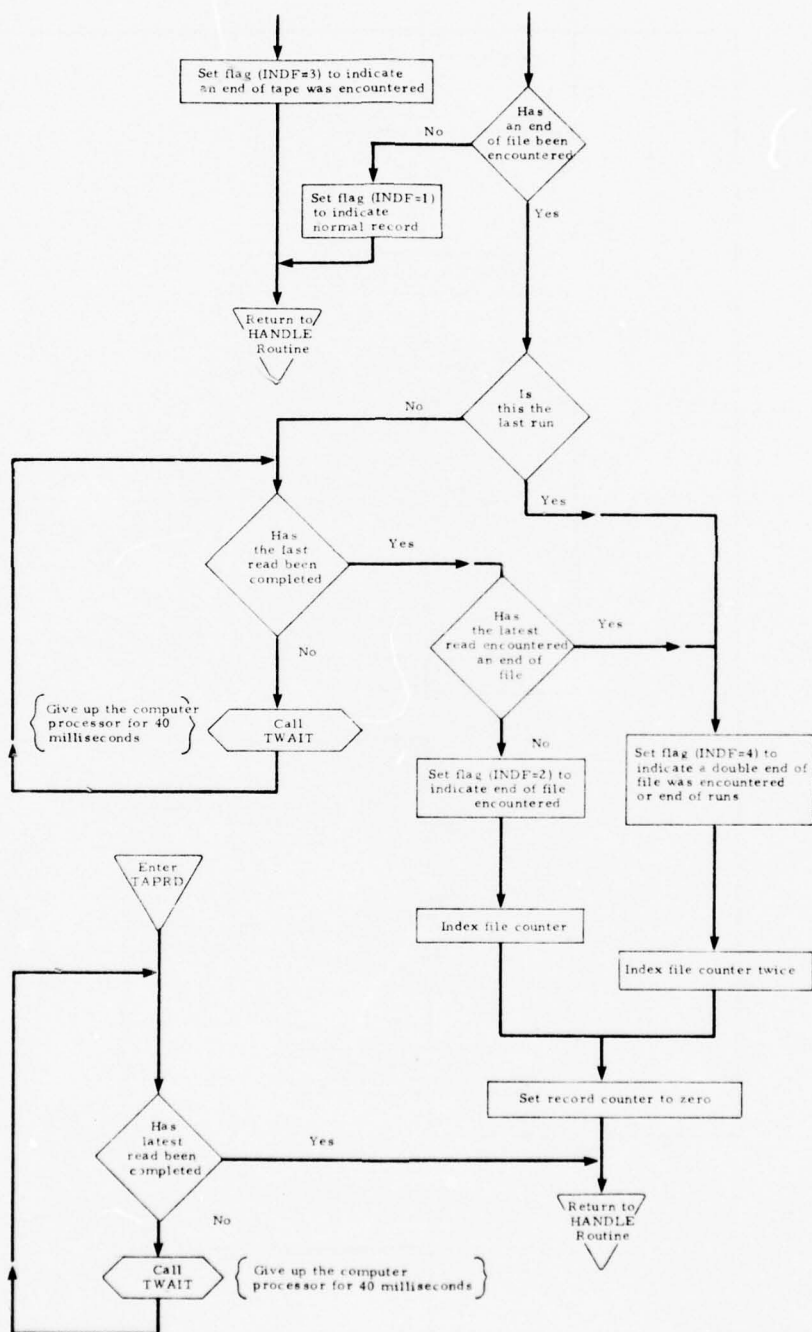 Set flag (INDF=3) to indicate
an end of tape was encountered
Has
an end
of file been
encountered
No
Set flag (INDF=1)
to indicate
normal record
Yes
Return to
HANDLE
Routine
Is
this the
last run
No
Yes
Has
the last
read been
completed
Yes
Has
the latest
read encountered
an end of
file
Yes
No
Give up the computer
processor for 40
milliseconds
Call
TWAIT
No
Set flag (INDF=2) to
indicate end of file
encountered
Set flag (INDF=4) to
indicate a double end of
file was encountered
or end of runs
Enter
TAPRD
Index file counter
Index file counter twice
Set record counter to zero
Has
latest
read been
completed
Yes
No
Return to
HANDLE
Routine
Call
TWAIT
Give up the computer
processor for 40 milliseconds